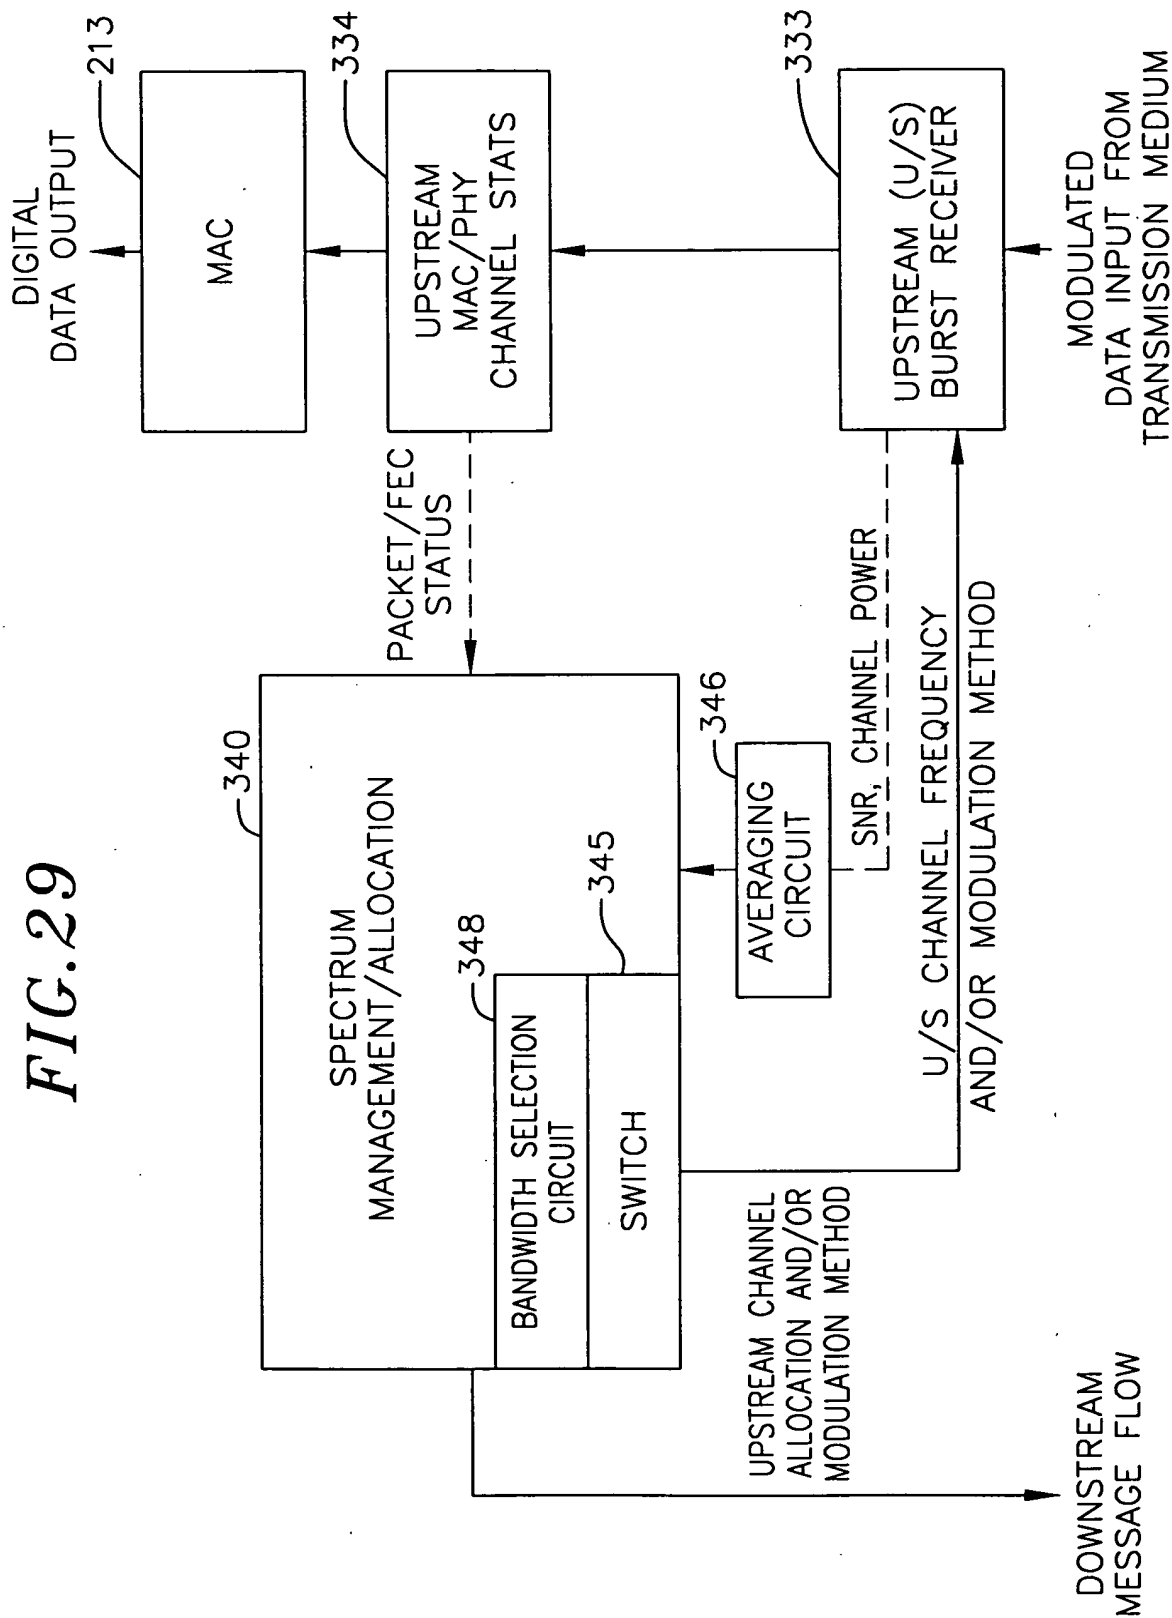 FIG.29
DIGITAL
DATA OUTPUT
213
MAC
334
UPSTREAM
MAC/PHY
CHANNEL STATS
333
UPSTREAM (U/S)
BURST RECEIVER
MODULATED
DATA INPUT FROM
TRANSMISSION MEDIUM
PACKET/FEC
STATUS
340
SPECTRUM
MANAGEMENT/ALLOCATION
348
BANDWIDTH SELECTION
CIRCUIT
345
SWITCH
346
AVERAGING
CIRCUIT
SNR, CHANNEL POWER
U/S CHANNEL FREQUENCY
AND/OR MODULATION METHOD
UPSTREAM CHANNEL
ALLOCATION AND/OR
MODULATION METHOD
DOWNSTREAM
MESSAGE FLOW